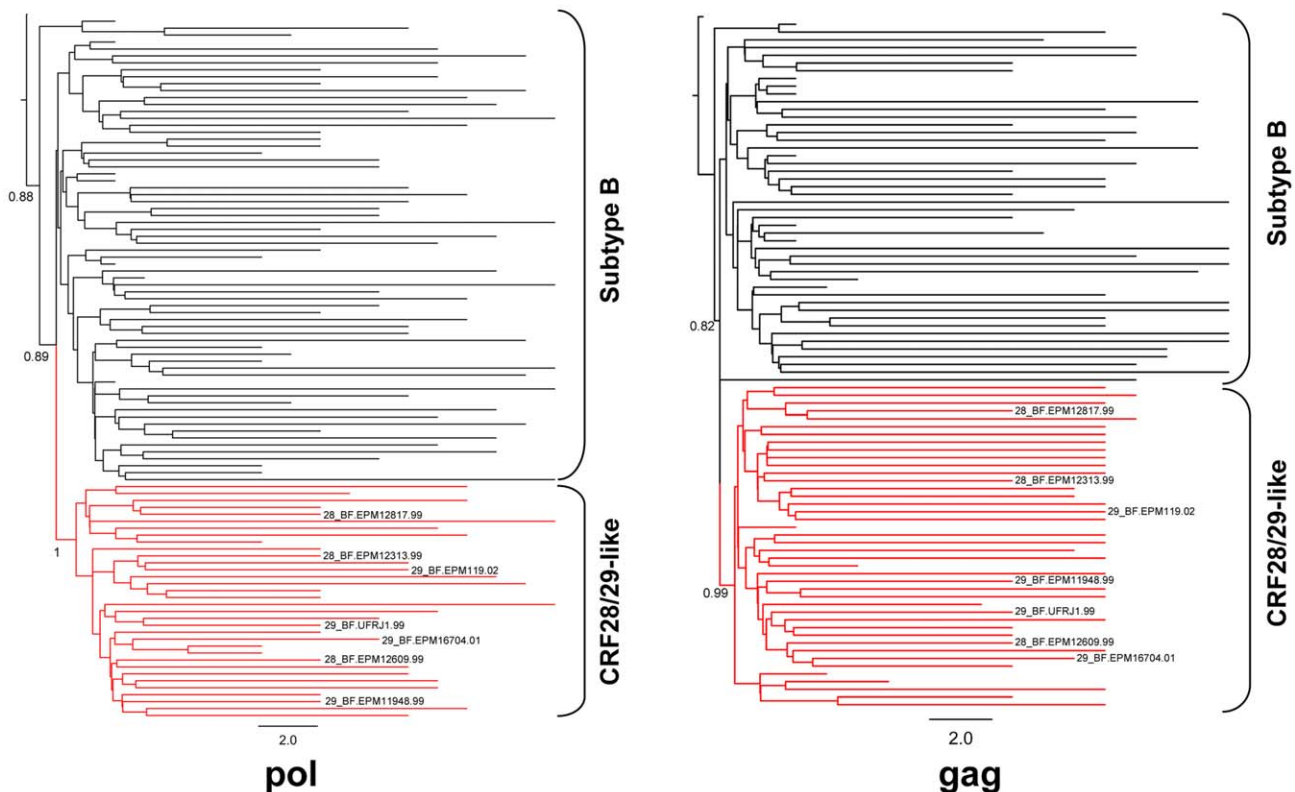 0.88
0.89
1
Subtype B
28_BF.EPM12817.99
28_BF.EPM12313.99
29_BF.EPM119.02
29_BF.UFRJ1.99
29_BF.EPM16704.01
28_BF.EPM12609.99
29_BF.EPM11948.99
CRF28/29-like
2.0
pol
0.82
0.99
Subtype B
28_BF.EPM12817.99
28_BF.EPM12313.99
29_BF.EPM119.02
29_BF.EPM11948.99
29_BF.UFRJ1.99
28_BF.EPM12609.99
29_BF.EPM16704.01
CRF28/29-like
2.0
gag